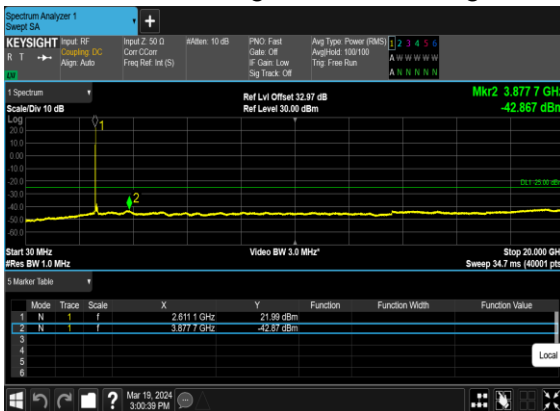 Spectrum Analyzer 1
Swept SA
KEYSIGHT Input: RF Input Z: 50 Ω #Atten: 10 dB PNO: Fast Avg Type: Power (RMS) 1 2 3 4 5 6
R T Coupling: DC Corr CCorr Gate: Off Avg|Hold: 100/100 A W W W W W
Align: Auto Freq Ref: Int (S) IF Gain: Low Trig: Free Run
Sig Track: Off A N N N N N
1 Spectrum
Scale/Div 10 dB Ref Lvl Offset 32.97 dB Mkr2 3.877 7 GHz
Ref Level 30.00 dBm -42.867 dBm
Log
20.0
10.0
0.00
-10.0
-20.0
-30.0
-40.0
-50.0
-60.0
1
2
DL1 -25.00 dBm
Start 30 MHz Video BW 3.0 MHz* Stop 20.000 GH
#Res BW 1.0 MHz Sweep 34.7 ms (40001 pts
5 Marker Table
Mode Trace Scale X Y Function Function Width Function Value
1 N 1 f 2.611 1 GHz 21.99 dBm
2 N 1 f 3.877 7 GHz -42.87 dBm
3
4
5
6
Local
? Mar 19, 2024
3:00:39 PM